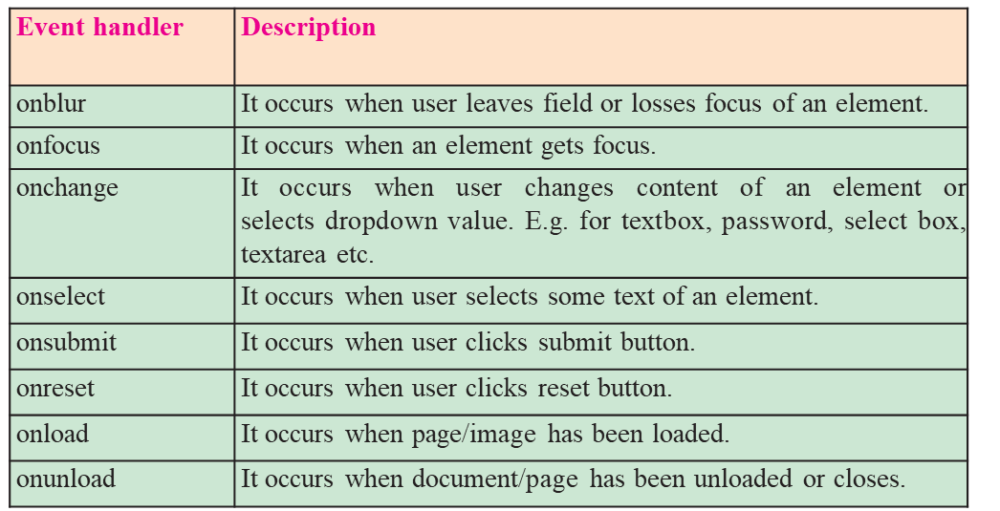 Event handler Description
onblur It occurs when user leaves field or losses focus of an element.
onfocus It occurs when an element gets focus.
onchange It occurs when user changes content of an element or
selects dropdown value. E.g. for textbox, password, select box,
textarea etc.
onselect It occurs when user selects some text of an element.
onsubmit It occurs when user clicks submit button.
onreset It occurs when user clicks reset button.
onload It occurs when page/image has been loaded.
onunload It occurs when document/page has been unloaded or closes.